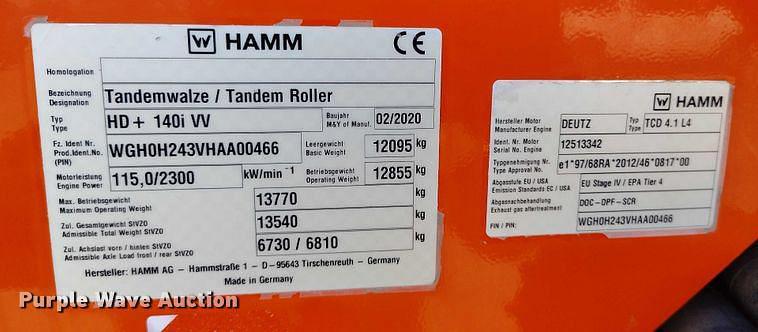 HAMM CE
Homologation:
Bezeichnung
Designation
Tandemwalze / Tandem Roller
Typ
Type
HD+ 140i VV
Baujahr
M&Y of Manuf.
02/2020
Fz. Ident Nr.
Prod.Ident.No.
(PIN)
WGH0H243VHAA00466
Leergewicht
Basic Weight
12095 kg
Motorleistung
Engine Power
115,0/2300 kW/min⁻¹
Betriebsgewicht
Operating Weight
12855 kg
Max. Betriebsgewicht
Maximum Operating Weight
13770 kg
Zul. Gesamtgewicht StVZO
Admissible Total Weight StVZO
13540 kg
Zul. Achslast vorn / hinten StVZO
Admissible Axle Load front / rear StVZO
6730 / 6810 kg
Hersteller: HAMM AG - Hammstraße 1 - D-95643 Tirschenreuth - Germany
Made in Germany
HAMM
Hersteller Motor
Manufacturer Engine
DEUTZ
Typ
Type
TCD 4.1 L4
Ident. Nr. Motor
Serial No. Engine
12513342
Typgenehmigung Nr.
Type Approval No.
e1*97/68RA*2012/46*0817*00
Abgasstufe EU / USA
Emission Standards EC / USA
EU Stage IV / EPA Tier 4
Abgasnachbehandlung
Exhaust gas aftertreatment
DOC-DPF-SCR
FIN / PIN:
WGH0H243VHAA00466
Purple Wave Auction